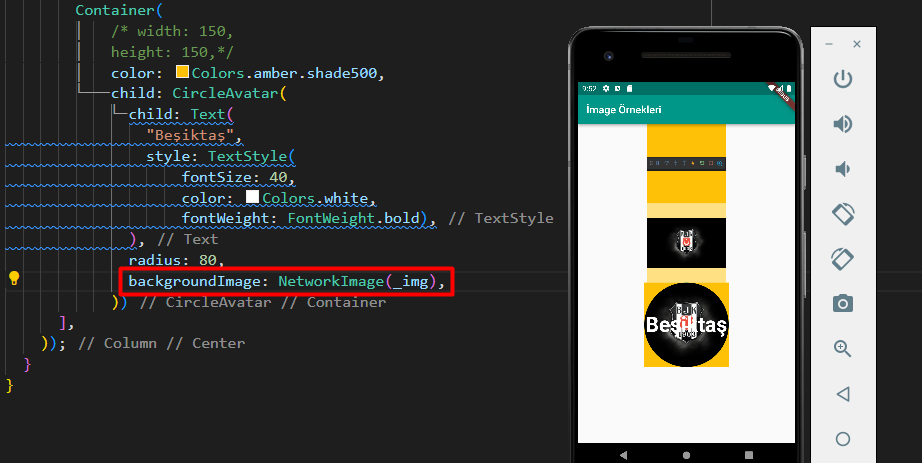 Container(
/* width: 150,
height: 150,*/
color: Colors.amber.shade500,
child: CircleAvatar(
child: Text(
"Beşiktaş",
style: TextStyle(
fontSize: 40,
color: Colors.white,
fontWeight: FontWeight.bold), // TextStyle
), // Text
radius: 80,
backgroundImage: NetworkImage(_img),
)) // CircleAvatar // Container
],
)); // Column // Center
}
}
9:52
İmage Örnekleri
Beşiktaş